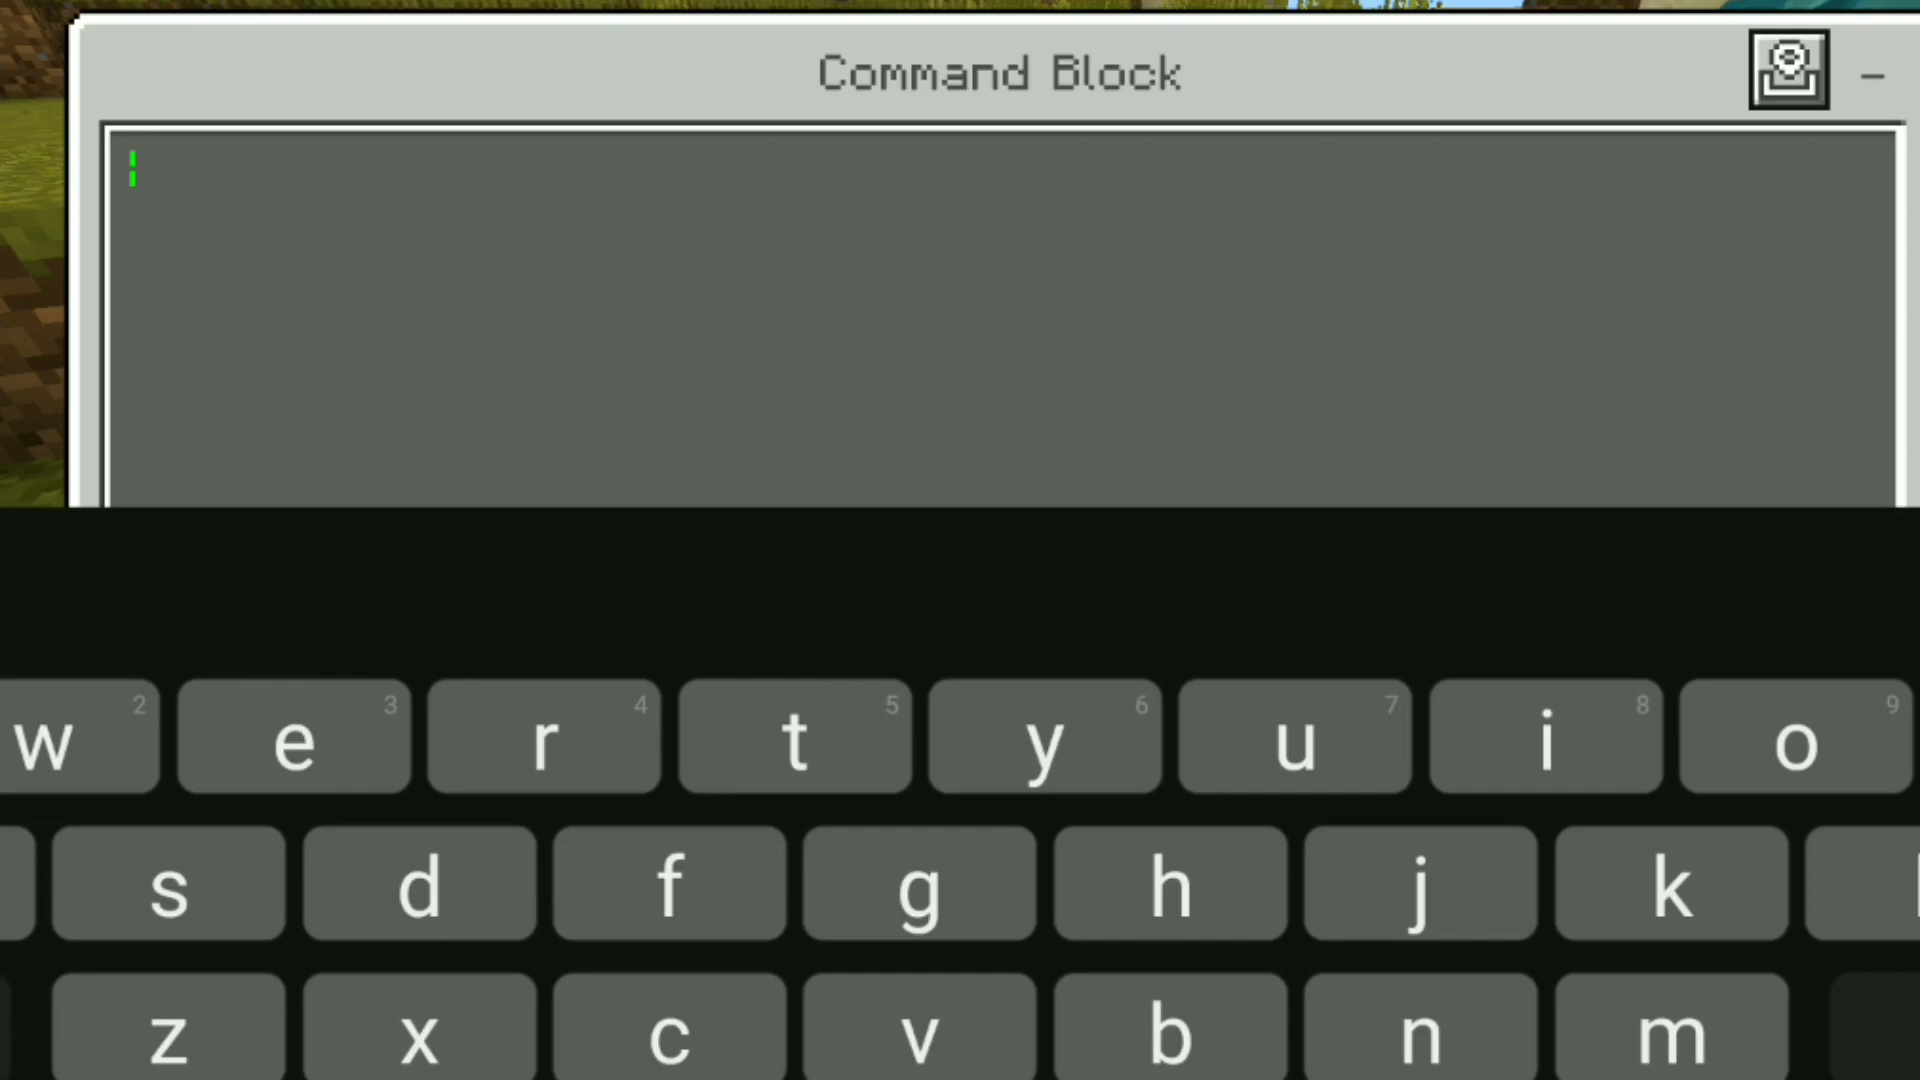 Command Block
2 3 4 5 6 7 8 9
w e r t y u i o
s d f g h j k
z x c v b n m